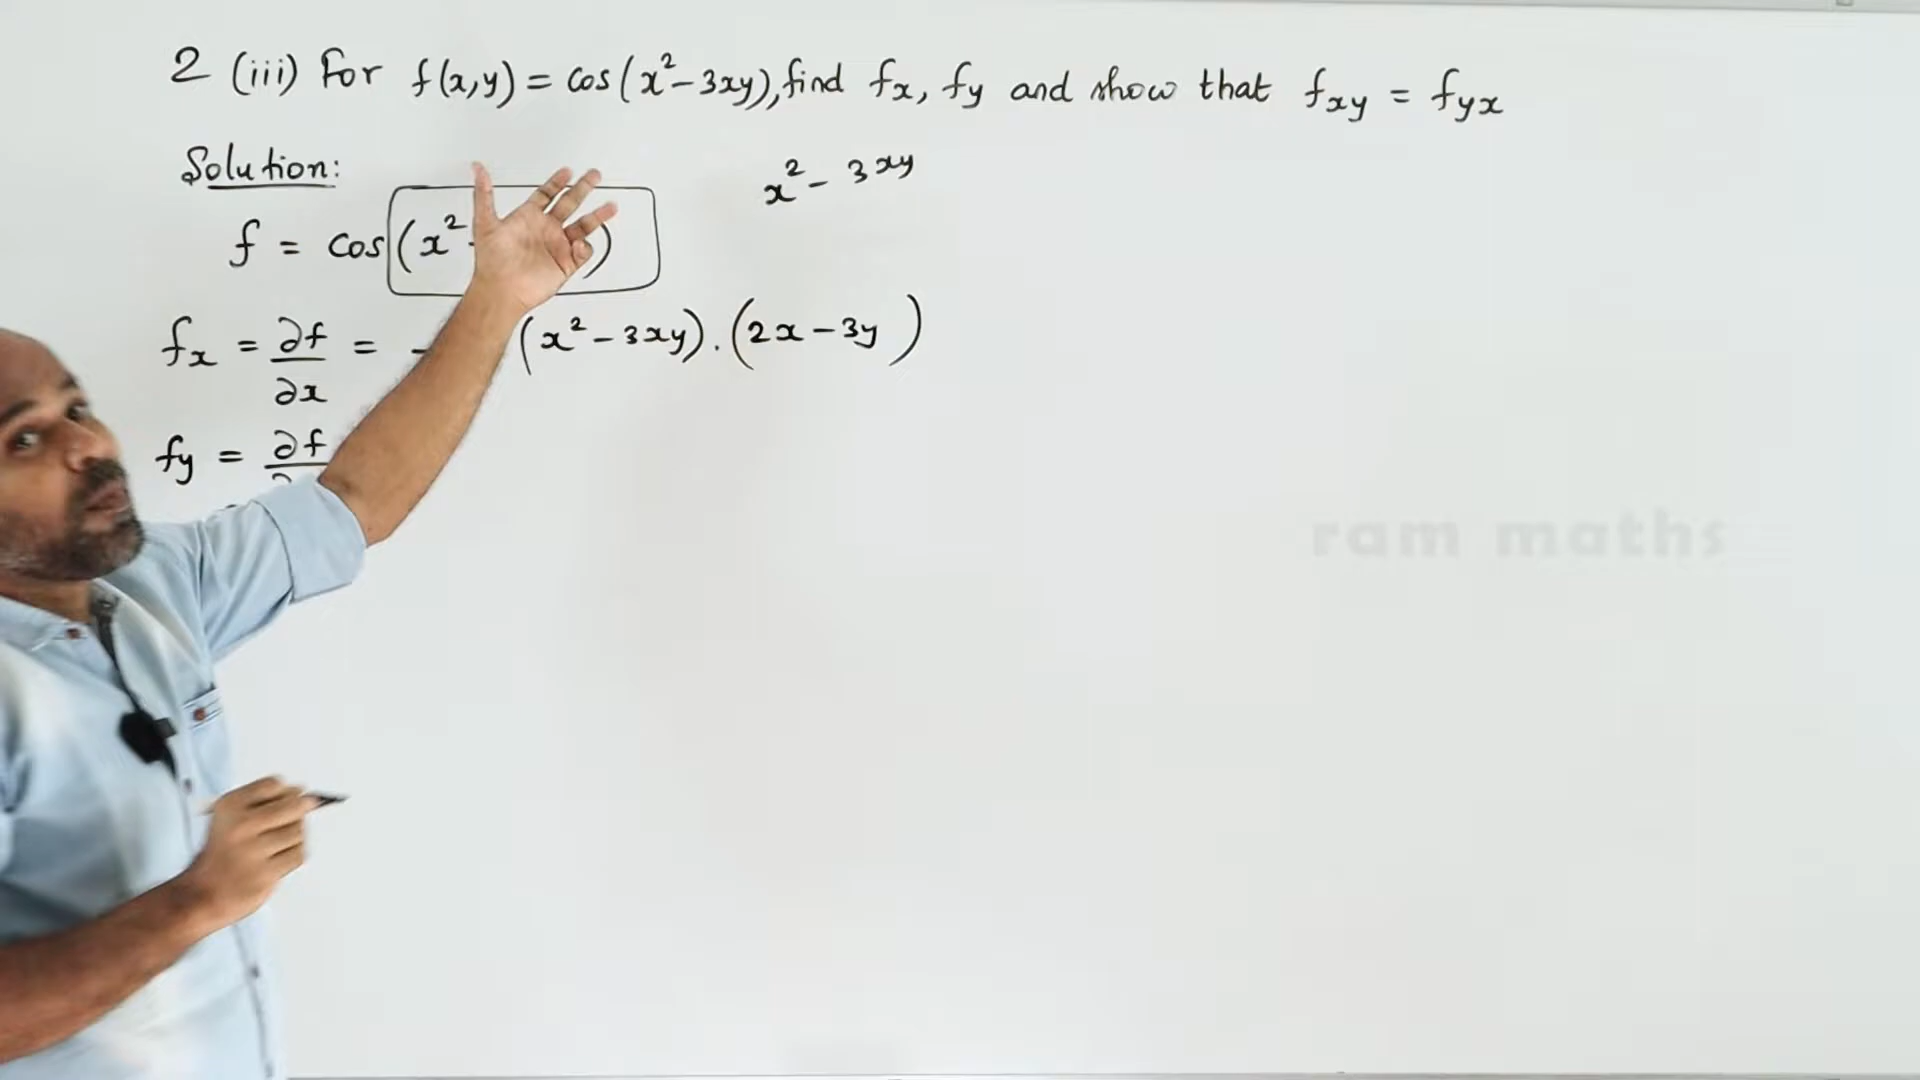 2 (iii) For f(x,y) = cos(x²-3xy), find fx, fy and show that fxy = fyx
Solution:
x² - 3xy
f = cos(x² )
fx = ∂f/∂x = - (x²-3xy).(2x-3y)
fy = ∂f
ram maths